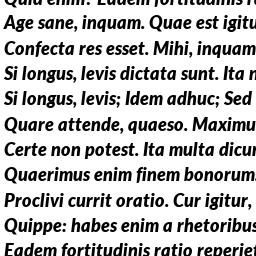 Quid enim? Eadem fortitudinis r
Age sane, inquam. Quae est igitu
Confecta res esset. Mihi, inquam
Si longus, levis dictata sunt. Ita n
Si longus, levis; Idem adhuc; Sed
Quare attende, quaeso. Maximu
Certe non potest. Ita multa dicun
Quaerimus enim finem bonorum.
Proclivi currit oratio. Cur igitur,
Quippe: habes enim a rhetoribus
Eadem fortitudinis ratio reperiet